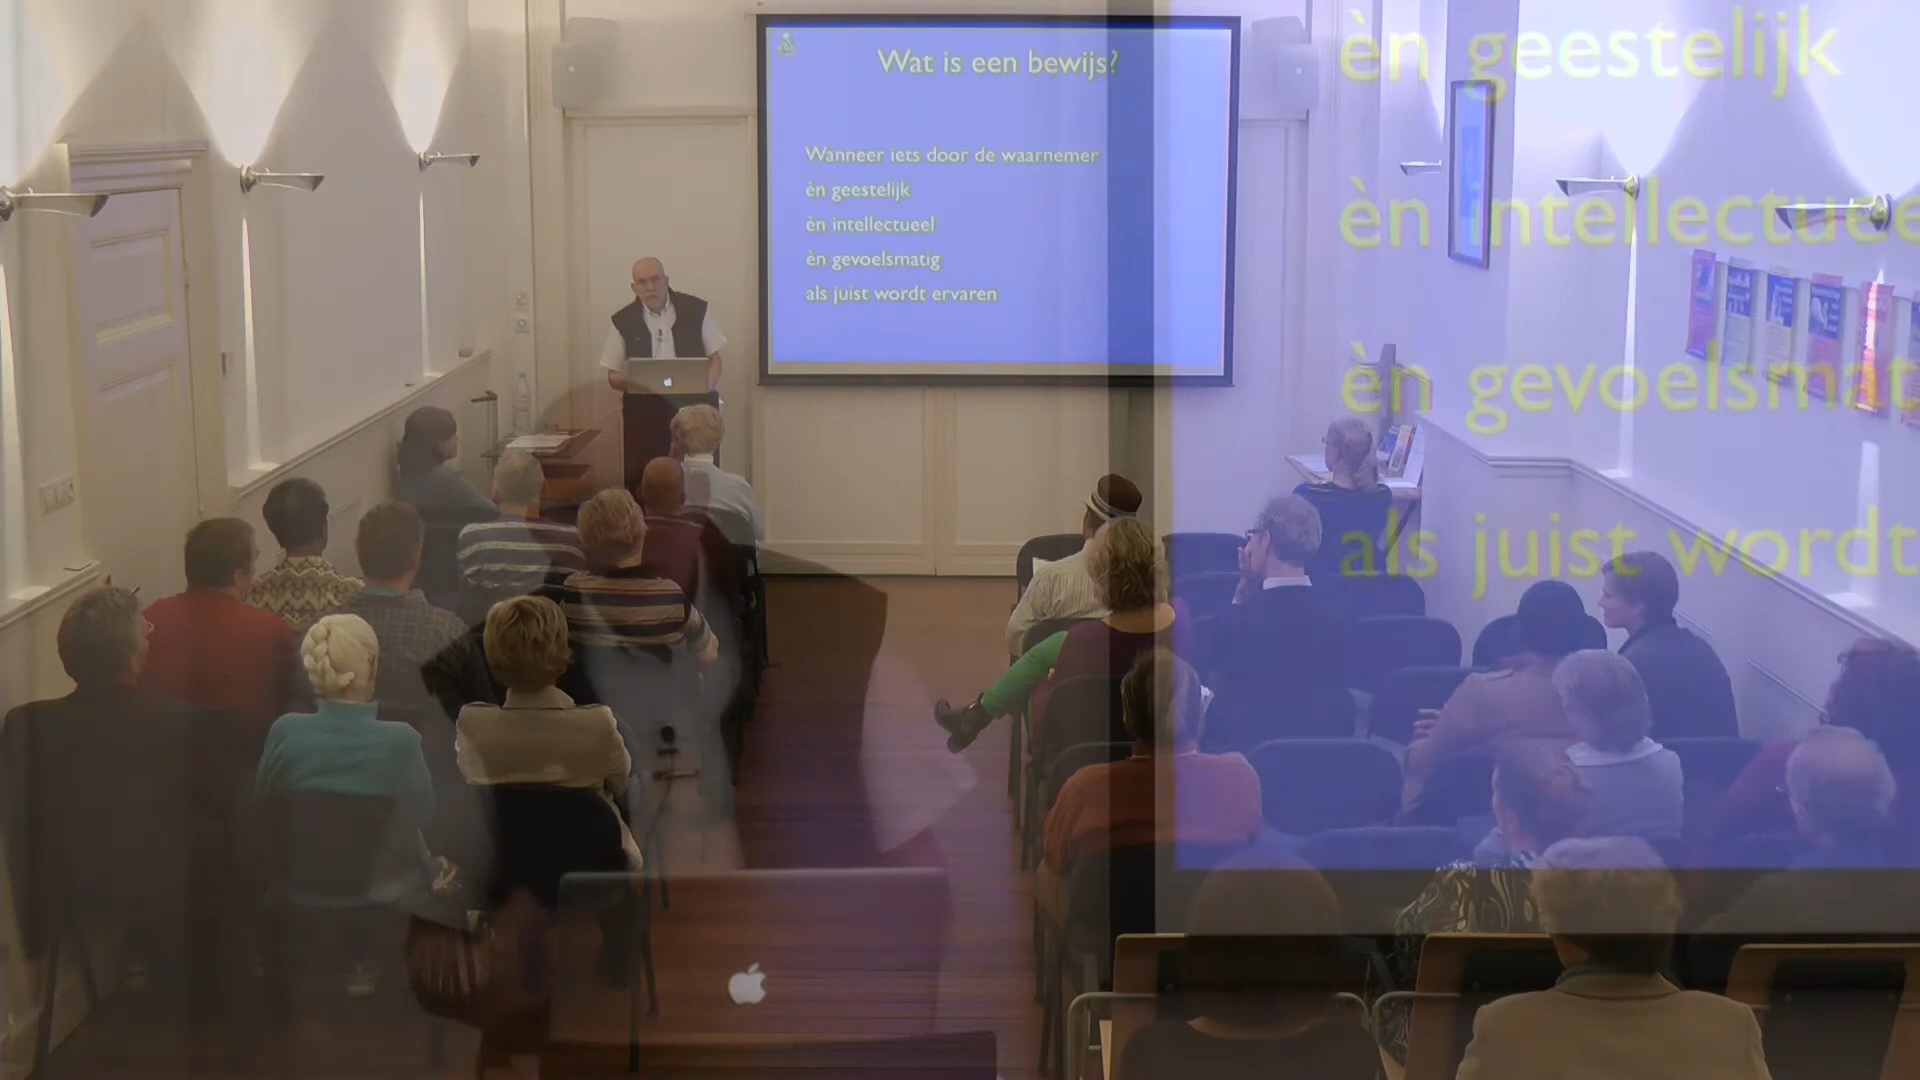 Wat is een bewijs?
Wanneer iets door de waarnemer
èn geestelijk
èn intellectueel
èn gevoelsmatig
als juist wordt ervaren
èn geestelijk
èn intellectuee
èn gevoelsmat
als juist wordt